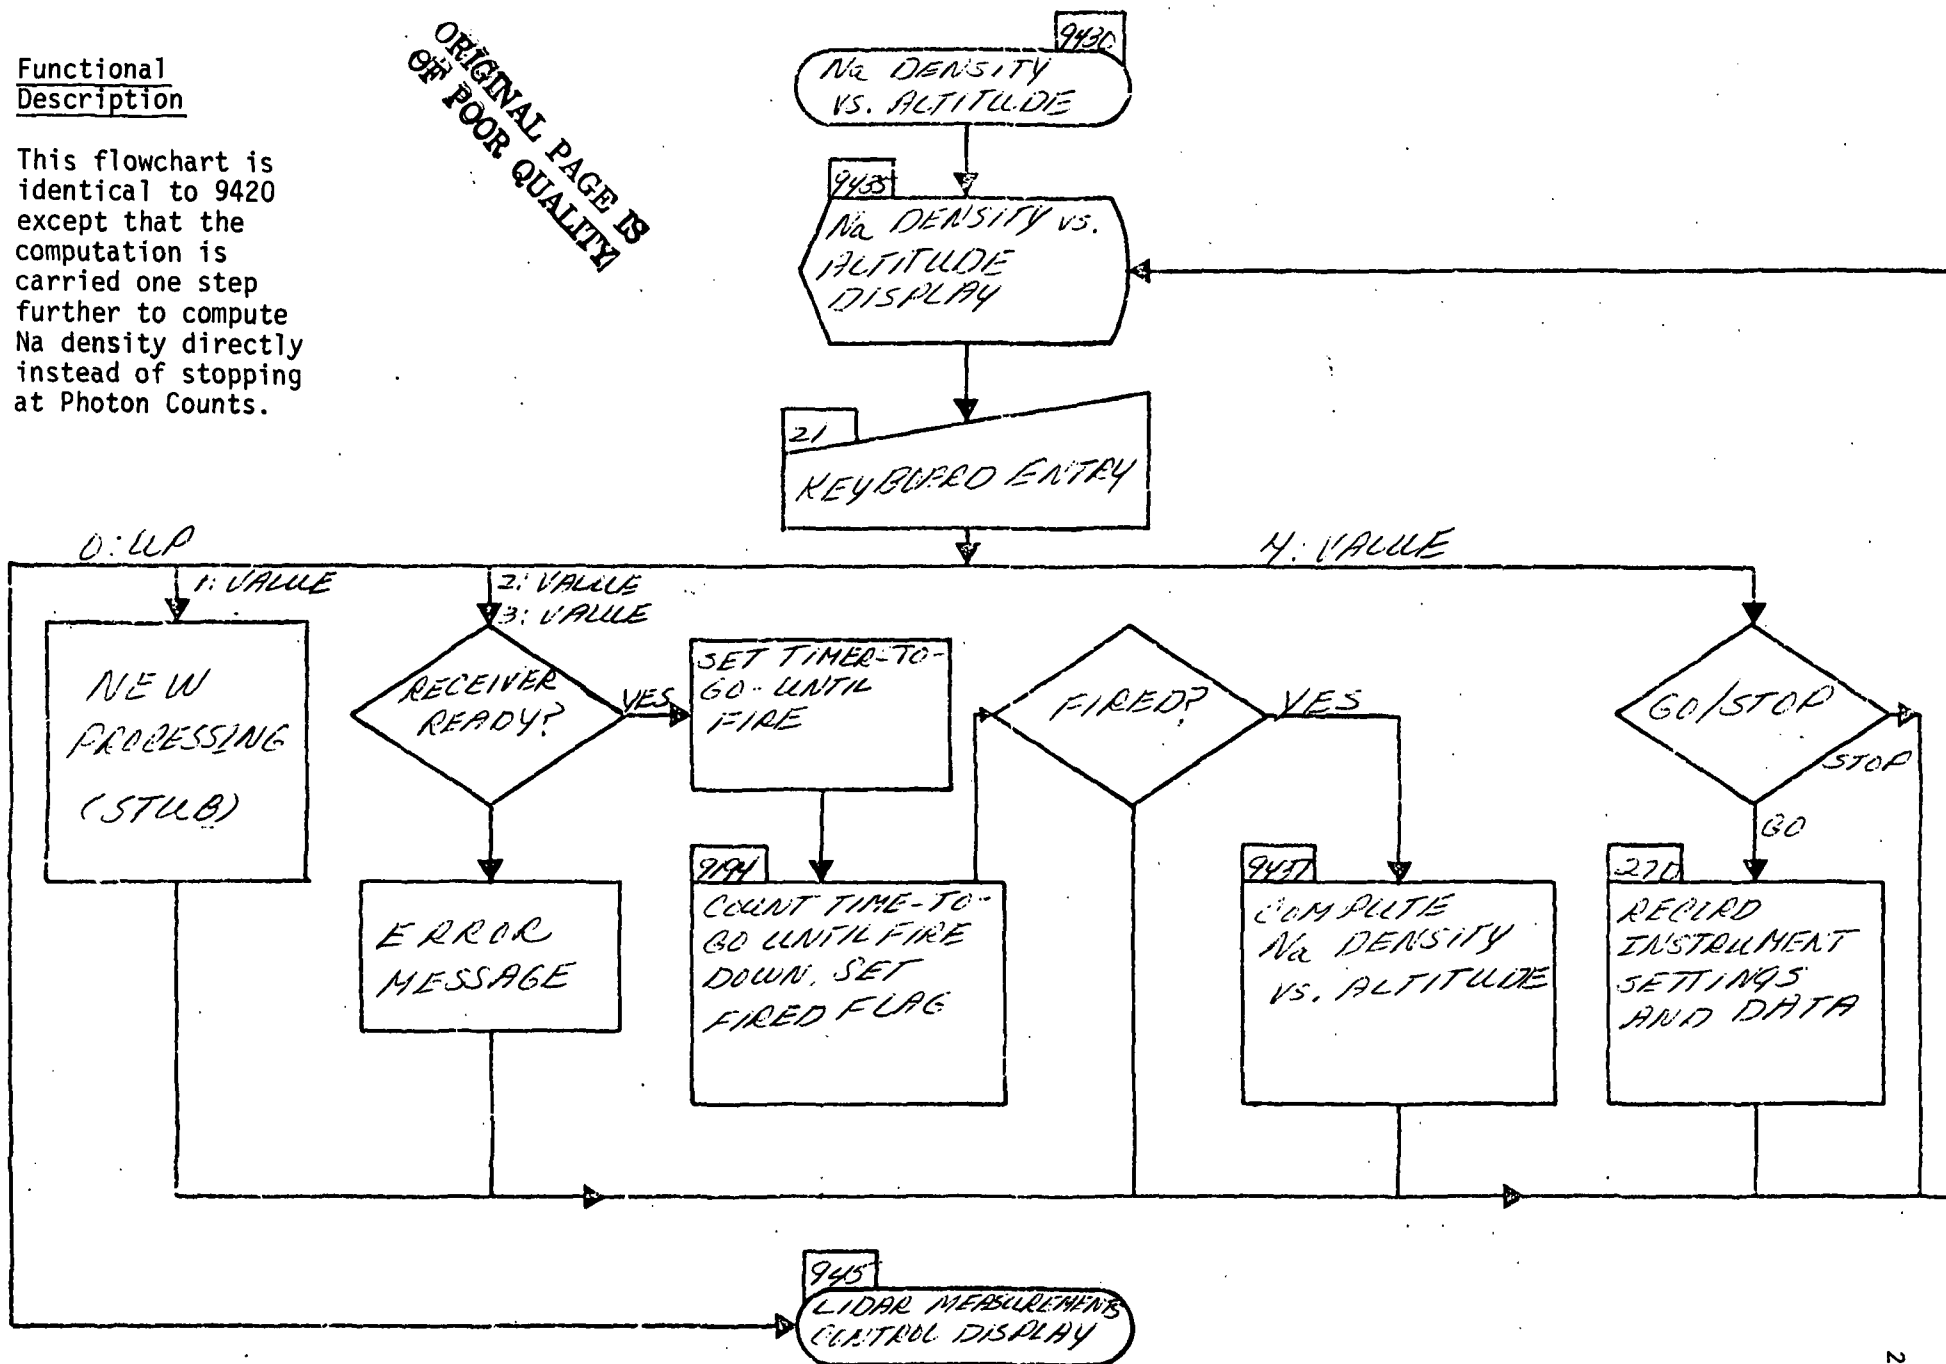 Functional
Description
This flowchart is
identical to 9420
except that the
computation is
carried one step
further to compute
Na density directly
instead of stopping
at Photon Counts.
ORIGINAL PAGE IS
OF POOR QUALITY
9430
Na DENSITY
VS. ALTITUDE
9435
Na DENSITY VS.
ALTITUDE
DISPLAY
21
KEYBOARD ENTRY
0: UP
1: VALUE
2: VALUE
3: VALUE
4: VALUE
NEW
PROCESSING
(STUB)
RECEIVER
READY?
YES
SET TIMER-TO-
GO-UNTIL
FIRE
FIRED?
YES
GO/STOP
STOP
GO
ERROR
MESSAGE
9194
COUNT TIME-TO-
GO UNTIL FIRE
DOWN. SET
FIRED FLAG
9437
COMPUTE
Na DENSITY
VS. ALTITUDE
270
RECORD
INSTRUMENT
SETTINGS
AND DATA
945
LIDAR MEASUREMENTS
CONTROL DISPLAY
2